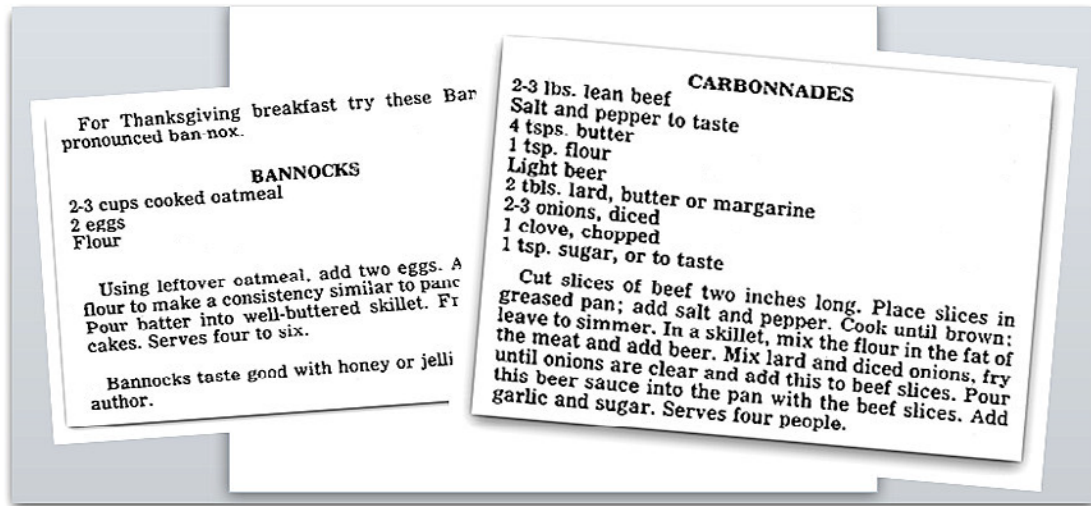 For Thanksgiving breakfast try these
pronounced ban-nox.
BANNOCKS
2-3 cups cooked oatmeal
2 eggs
Flour
Using leftover oatmeal, add two eggs.
flour to make a consistency similar to
Pour batter into well-buttered skillet.
cakes. Serves four to six.
Bannocks taste good with honey or
author.
CARBONNADES
2-3 lbs. lean beef
Salt and pepper to taste
4 tsps. butter
1 tsp. flour
Light beer
2 tbls. lard, butter or margarine
2-3 onions, diced
1 clove, chopped
1 tsp. sugar, or to taste
Cut slices of beef two inches long. Place slices in
greased pan; add salt and pepper. Cook until brown;
leave to simmer. In a skillet, mix the flour in the fat of
the meat and add beer. Mix lard and diced onions, fry
until onions are clear and add this to beef slices. Pour
this beer sauce into the pan with the beef slices. Add
garlic and sugar. Serves four people.